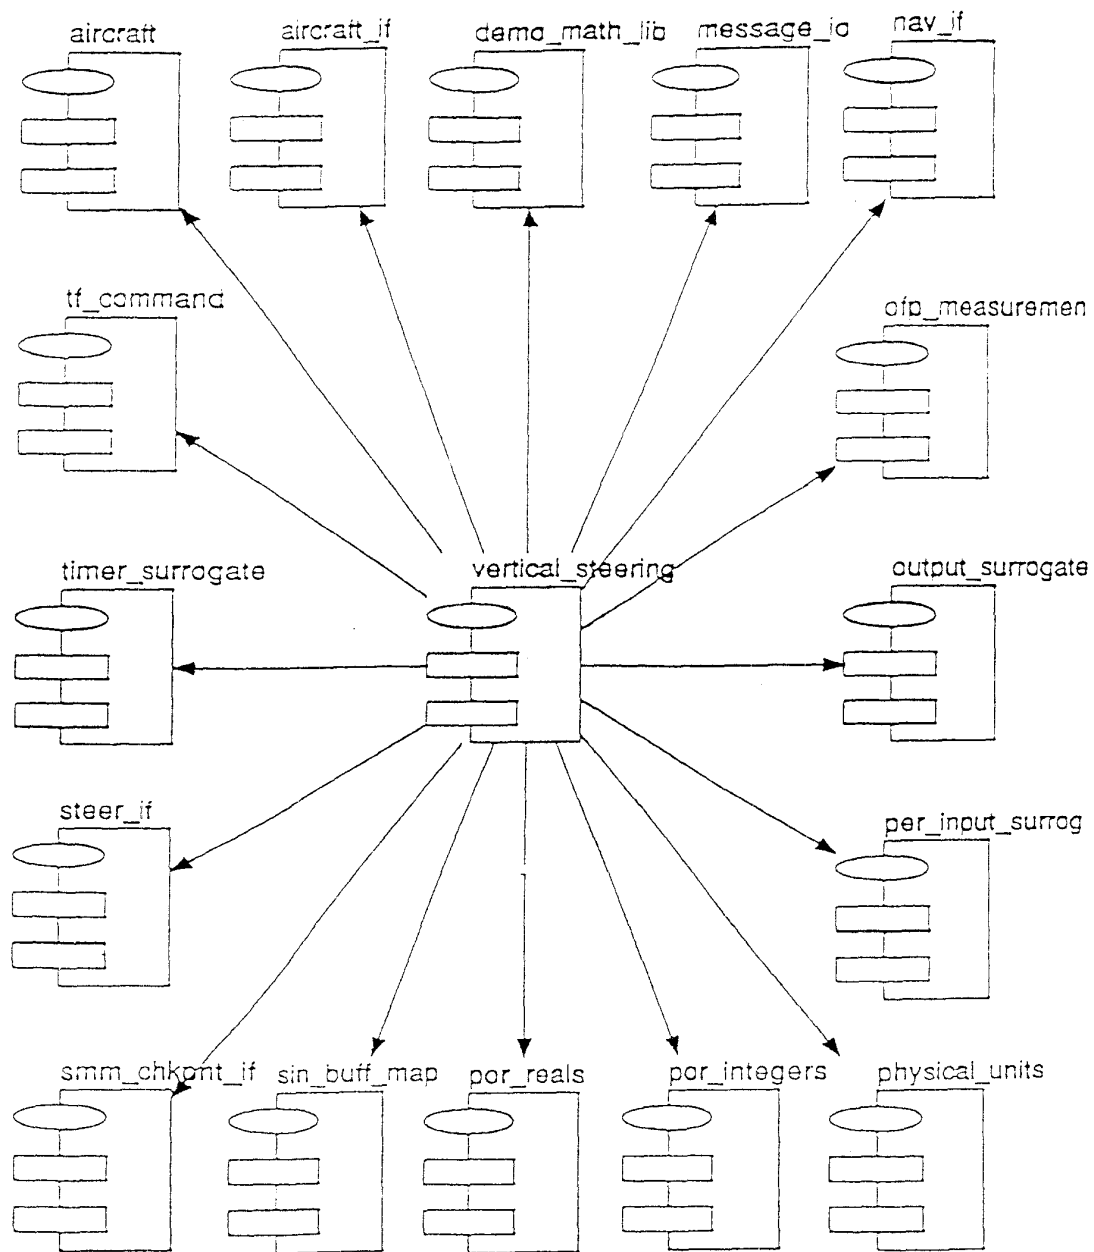 aircraft
aircraft_if
demo_math_lib
message_io
nav_if
tf_command
ofp_measuremen
timer_surrogate
vertical_steering
output_surrogate
steer_if
per_input_surrog
smm_chkpnt_if
sin_buff_map
por_reals
por_integers
physical_units